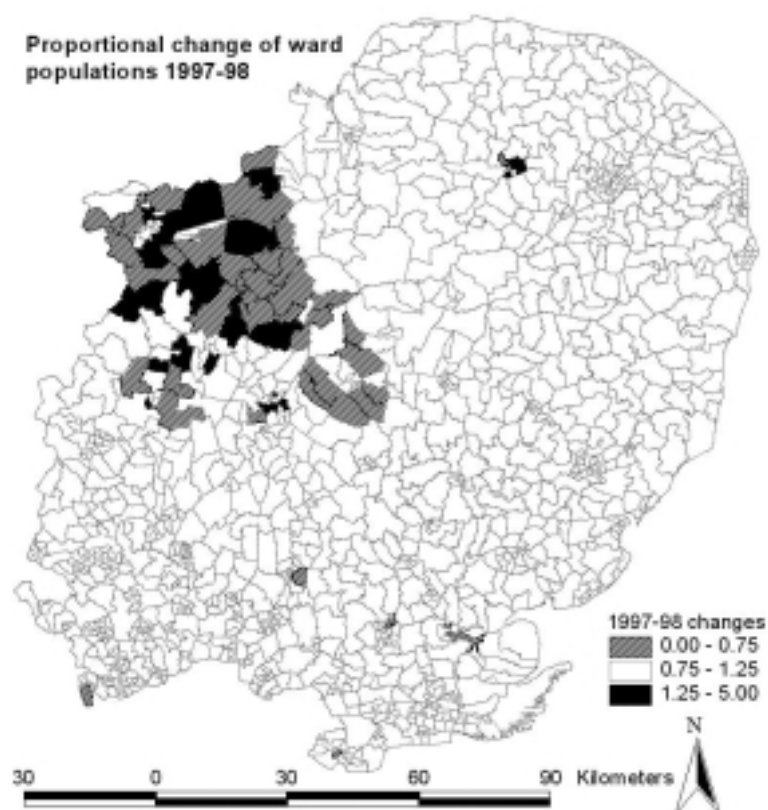 Proportional change of ward
populations 1997-98
1997-98 changes
0.00 - 0.75
0.75 - 1.25
1.25 - 5.00
N
30 0 30 60 90 Kilometers